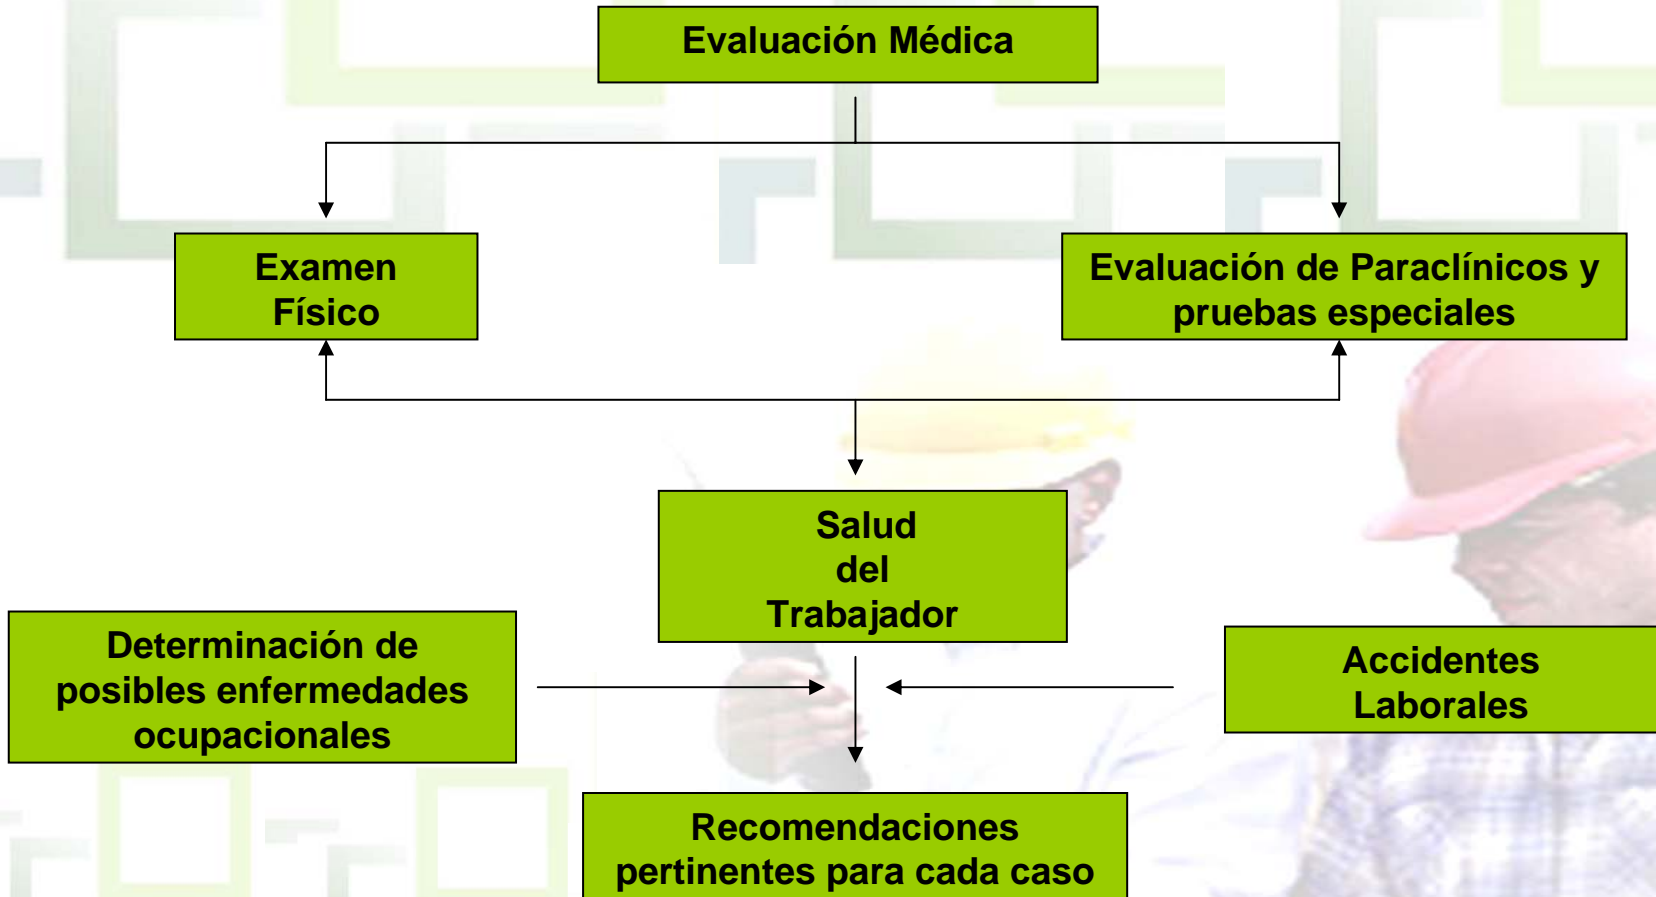 Evaluación Médica
Examen
Físico
Evaluación de Paraclínicos y
pruebas especiales
Salud
del
Trabajador
Determinación de
posibles enfermedades
ocupacionales
Accidentes
Laborales
Recomendaciones
pertinentes para cada caso